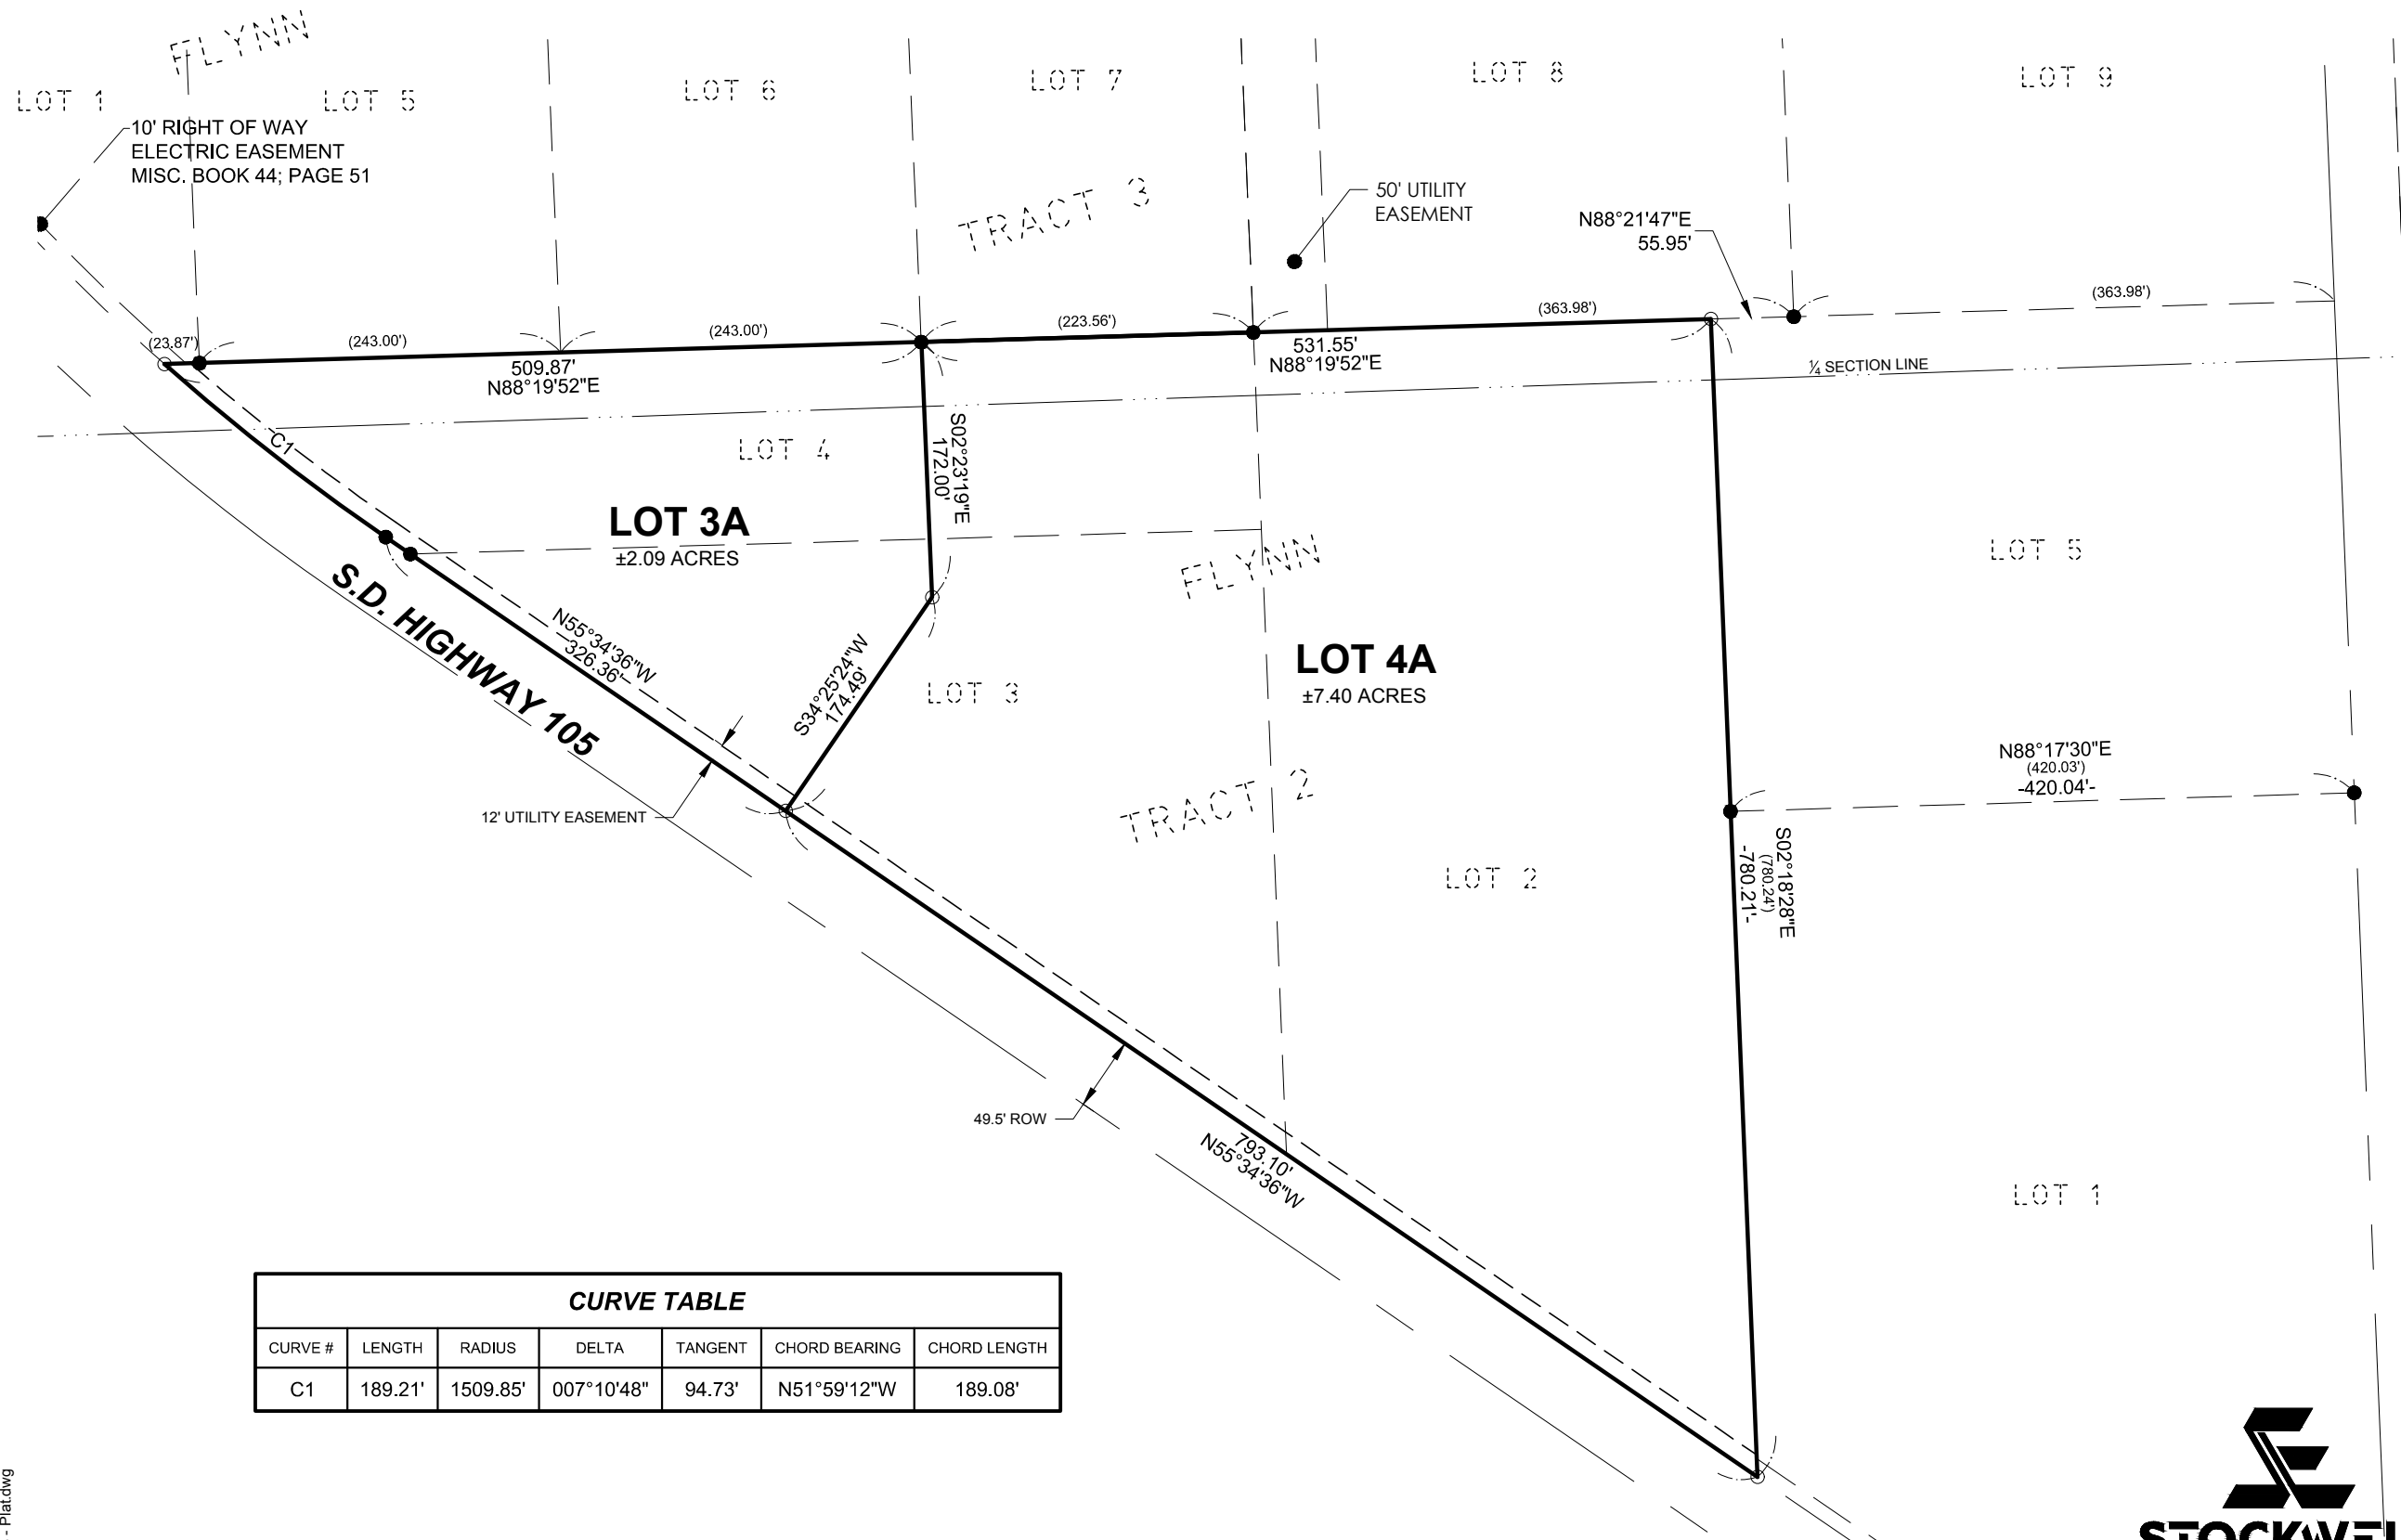 FLYNN
LOT 1
LOT 5
LOT 6
LOT 7
LOT 8
LOT 9
10' RIGHT OF WAY
ELECTRIC EASEMENT
MISC. BOOK 44; PAGE 51
TRACT 3
50' UTILITY
EASEMENT
N88°21'47"E
55.95'
(23.87')
(243.00')
(243.00')
(223.56')
(363.98')
(363.98')
509.87'
N88°19'52"E
531.55'
N88°19'52"E
¼ SECTION LINE
C1
LOT 4
S02°23'19"E
172.00'
LOT 3A
±2.09 ACRES
FLYNN
LOT 5
S.D. HIGHWAY 105
N55°34'36"W
326.36'
S34°25'24"W
174.49'
LOT 3
LOT 4A
±7.40 ACRES
N88°17'30"E
(420.03')
-420.04'-
12' UTILITY EASEMENT
TRACT 2
S02°18'28"E
(780.24')
-780.21'-
LOT 2
49.5' ROW
793.10'
N55°34'36"W
LOT 1
CURVE TABLE
CURVE # LENGTH RADIUS DELTA TANGENT CHORD BEARING CHORD LENGTH
C1 189.21' 1509.85' 007°10'48" 94.73' N51°59'12"W 189.08'
- Plat.dwg